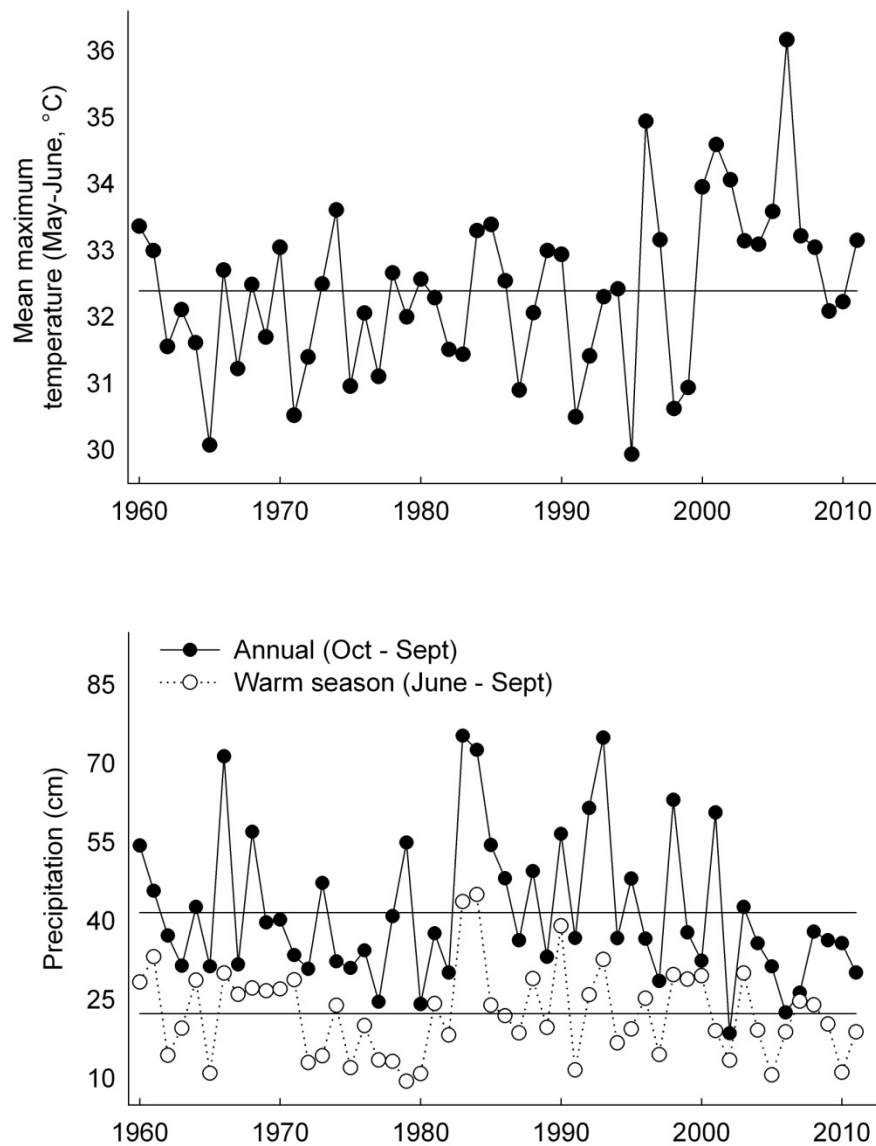 Mean maximum
temperature (May-June, °C)
36
35
34
33
32
31
30
1960 1970 1980 1990 2000 2010
Annual (Oct - Sept)
Warm season (June - Sept)
Precipitation (cm)
85
70
55
40
25
10
1960 1970 1980 1990 2000 2010